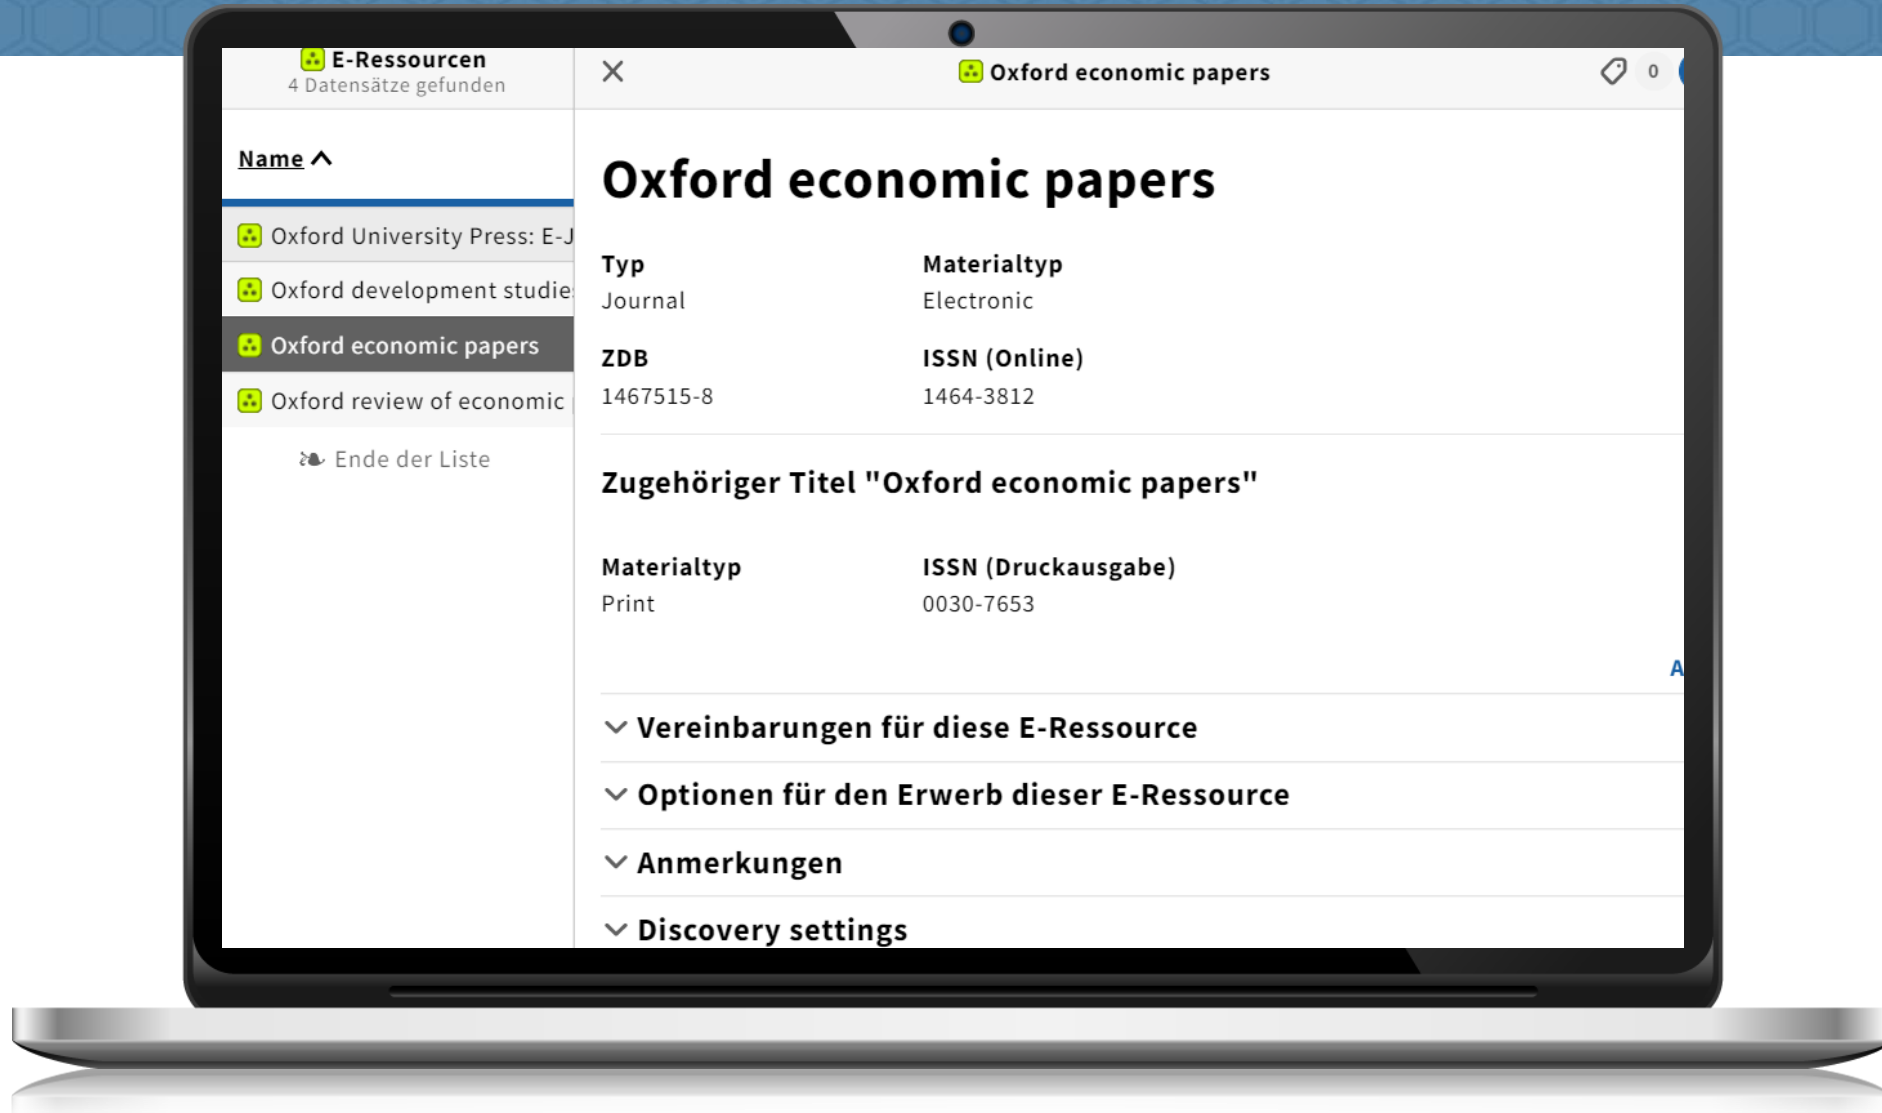 E-Ressourcen
4 Datensätze gefunden
Name
Oxford University Press: E-J
Oxford development studie
Oxford economic papers
Oxford review of economic
Ende der Liste
Oxford economic papers
0
Oxford economic papers
Typ Materialtyp
Journal Electronic
ZDB ISSN (Online)
1467515-8 1464-3812
Zugehöriger Titel "Oxford economic papers"
Materialtyp ISSN (Druckausgabe)
Print 0030-7653
A
Vereinbarungen für diese E-Ressource
Optionen für den Erwerb dieser E-Ressource
Anmerkungen
Discovery settings